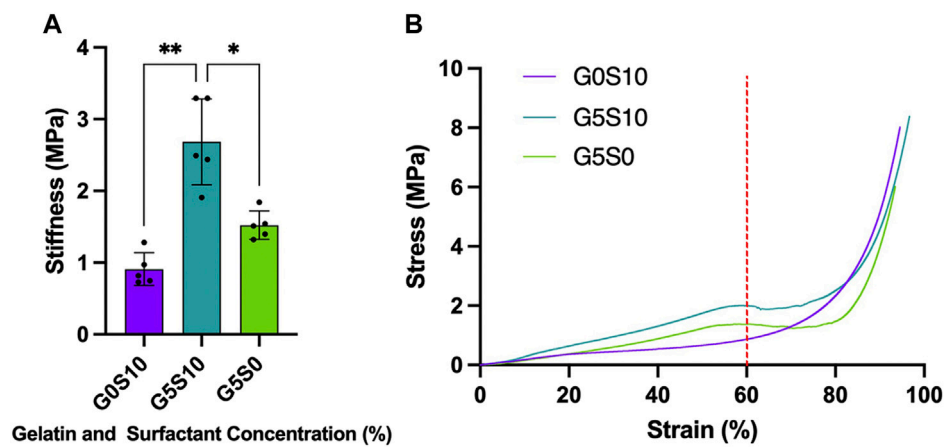 A
** *
4
3
2
1
0
Stiffness (MPa)
G0S10
G5S10
G5S0
Gelatin and Surfactant Concentration (%)
B
G0S10
G5S10
G5S0
10
8
6
4
2
0
Stress (MPa)
0 20 40 60 80 100
Strain (%)